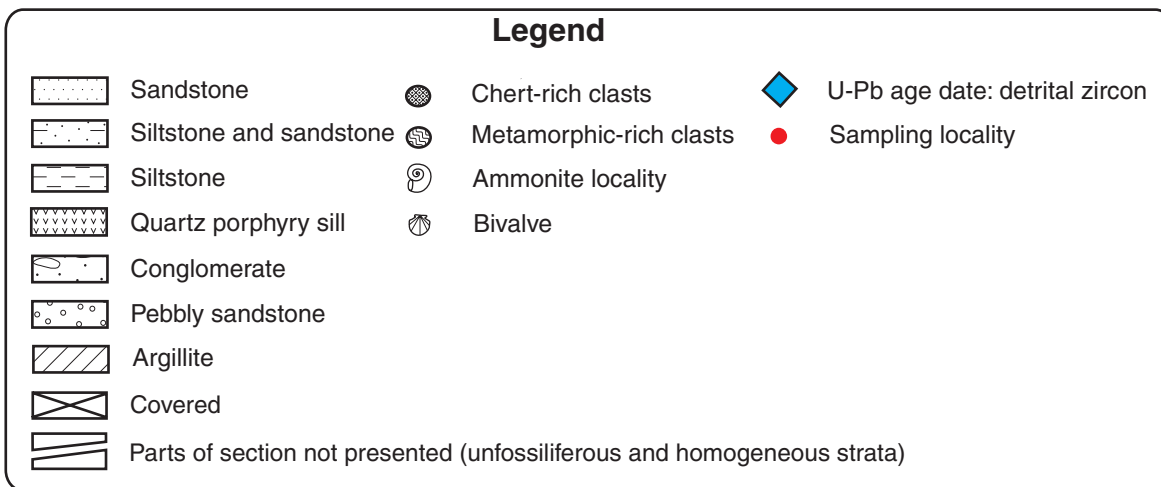 Legend
Sandstone
Siltstone and sandstone
Siltstone
Quartz porphyry sill
Conglomerate
Pebbly sandstone
Argillite
Covered
Parts of section not presented (unfossiliferous and homogeneous strata)
Chert-rich clasts
Metamorphic-rich clasts
Ammonite locality
Bivalve
U-Pb age date: detrital zircon
Sampling locality